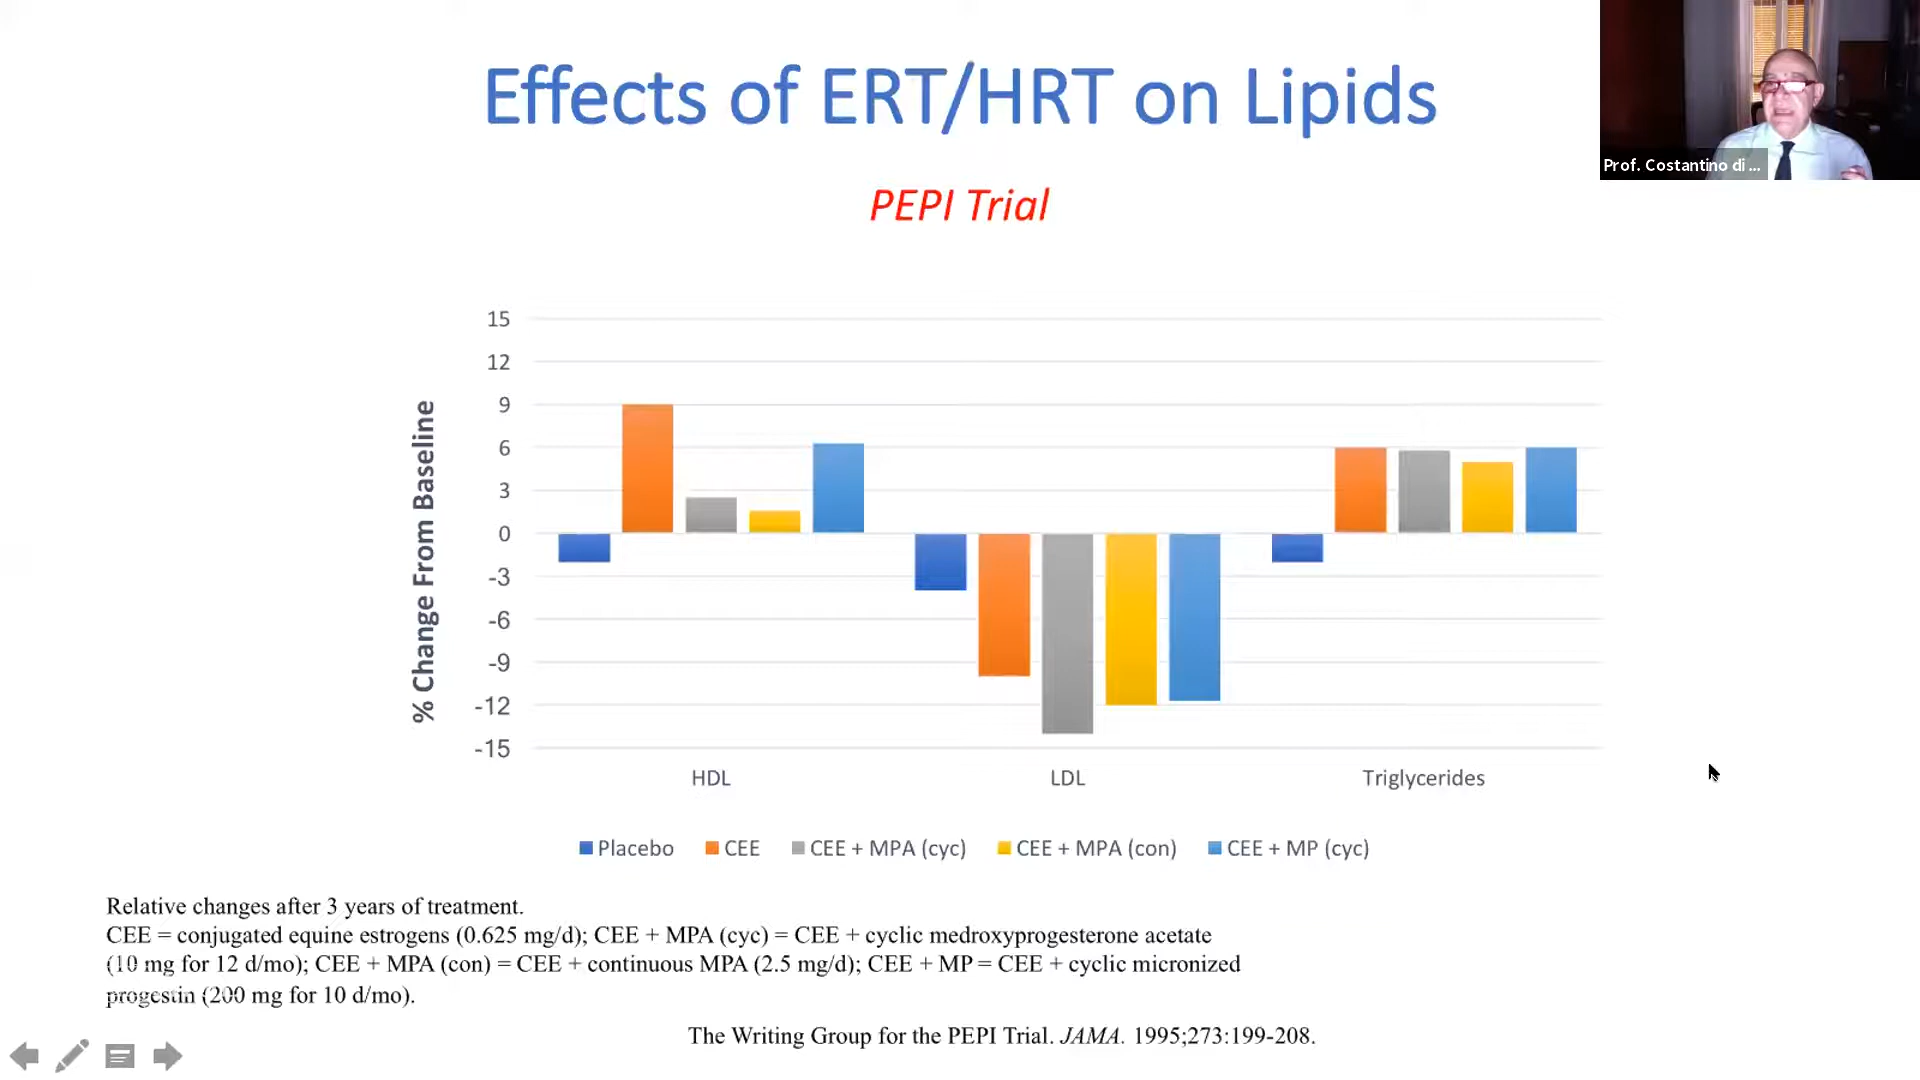 Effects of ERT/HRT on Lipids
Prof. Costantino di ...
PEPI Trial
% Change From Baseline
15
12
9
6
3
0
-3
-6
-9
-12
-15
HDL LDL Triglycerides
Placebo CEE CEE + MPA (cyc) CEE + MPA (con) CEE + MP (cyc)
Relative changes after 3 years of treatment.
CEE = conjugated equine estrogens (0.625 mg/d); CEE + MPA (cyc) = CEE + cyclic medroxyprogesterone acetate
(10 mg for 12 d/mo); CEE + MPA (con) = CEE + continuous MPA (2.5 mg/d); CEE + MP = CEE + cyclic micronized
progestin (200 mg for 10 d/mo).
The Writing Group for the PEPI Trial. JAMA. 1995;273:199-208.